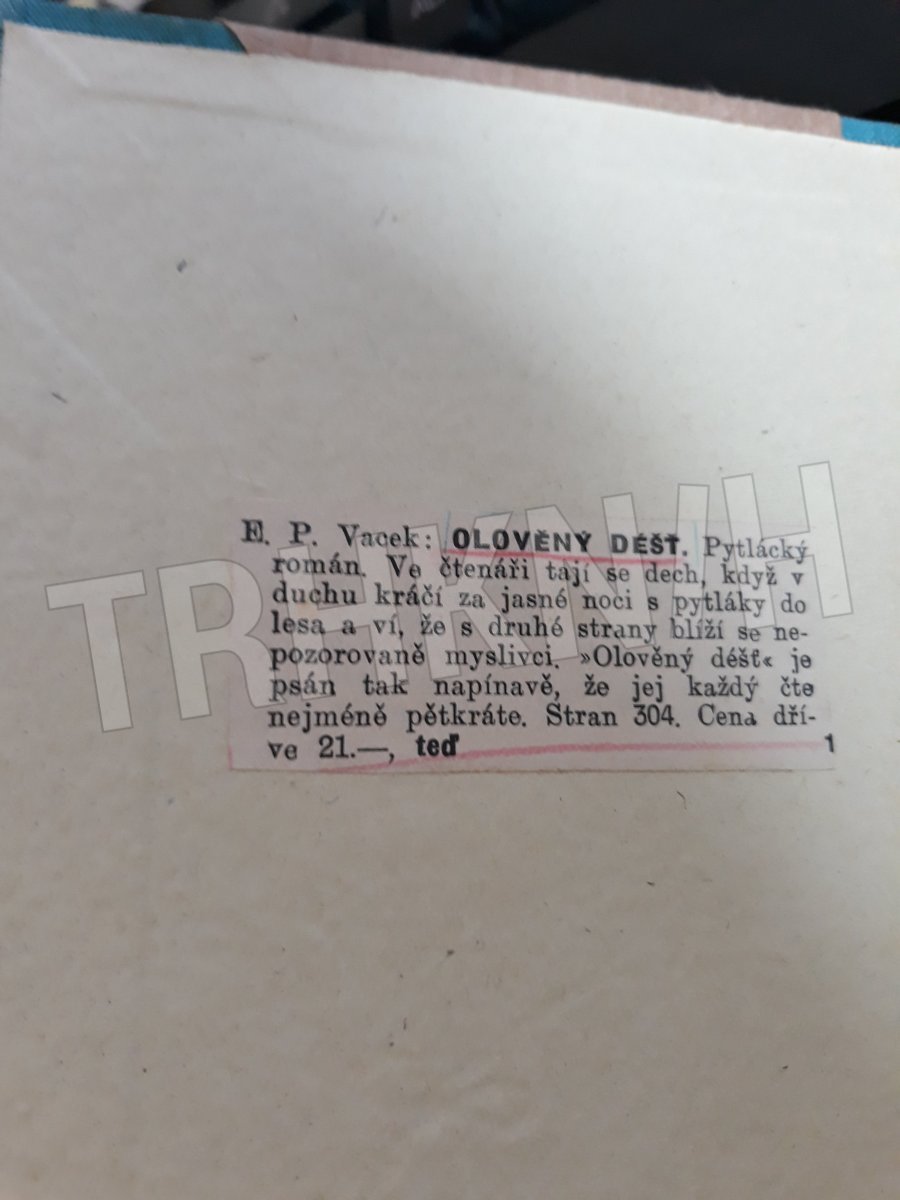 E. P. Vacek: OLOVĚNÝ DÉŠŤ. Pytlácký
román. Ve čtenáři tají se dech, když v
duchu kráčí za jasné noci s pytláky do
lesa a ví, že s druhé strany blíží se ne-
pozorovaně myslivci. »Olověný déšť« je
psán tak napínavě, že jej každý čte
nejméně pětkráte. Stran 304. Cena dří-
ve 21.—, teď 1
TRHKNIH